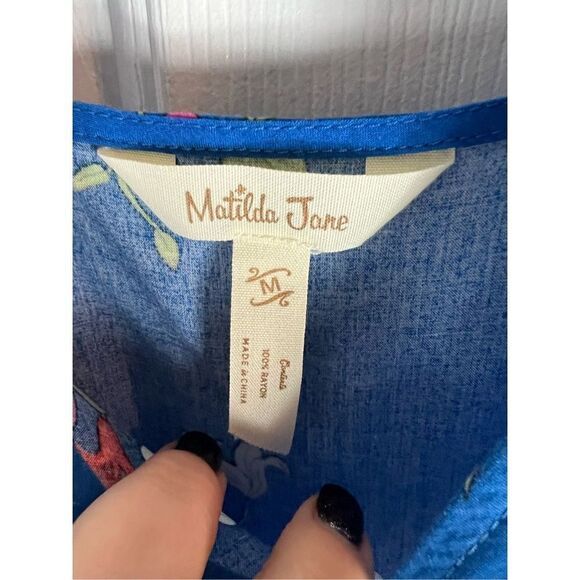 Matilda Jane
M
Contents
100% RAYON
MADE in CHINA